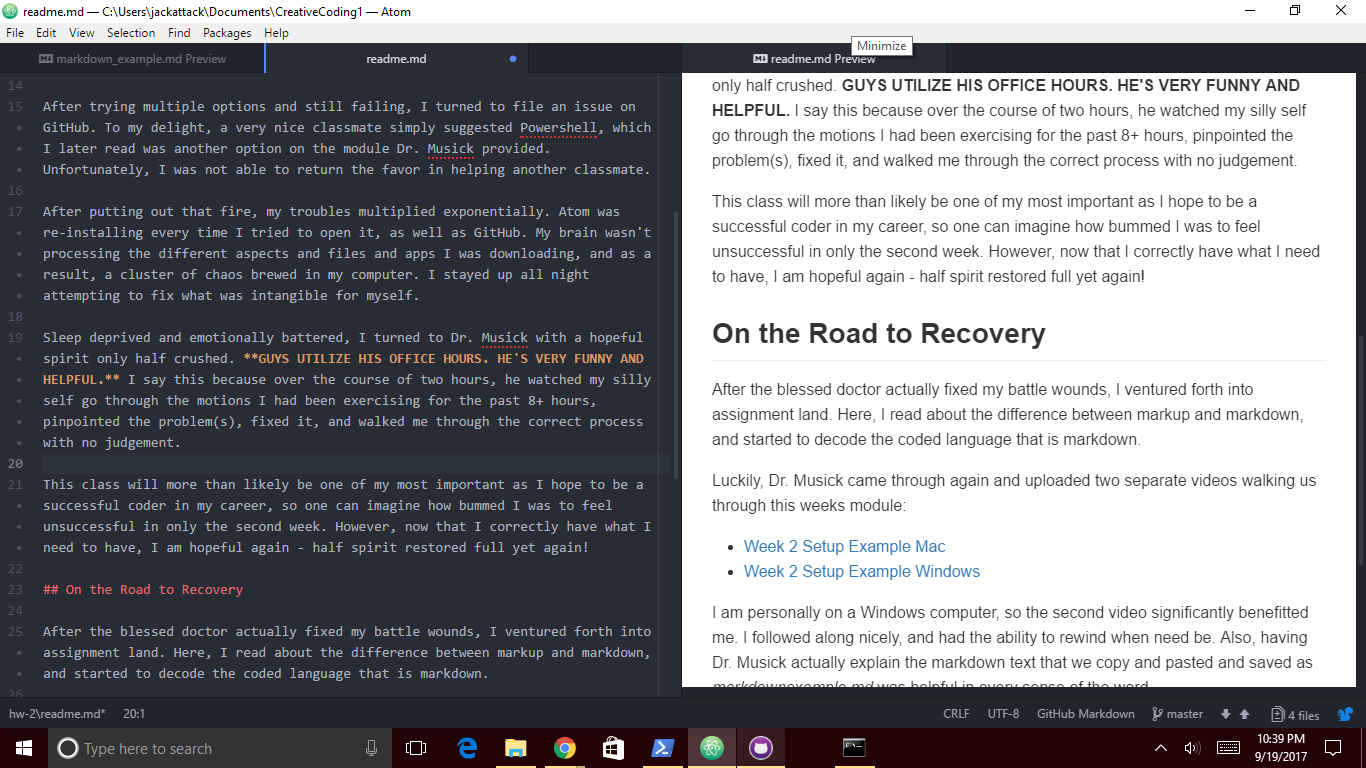 readme.md — C:\Users\jackattack\Documents\CreativeCoding1 — Atom
File Edit View Selection Find Packages Help
Minimize
markdown_example.md Preview
readme.md
readme.md Preview
14
15 After trying multiple options and still failing, I turned to file an issue on
GitHub. To my delight, a very nice classmate simply suggested Powershell, which
I later read was another option on the module Dr. Musick provided.
Unfortunately, I was not able to return the favor in helping another classmate.
16
17 After putting out that fire, my troubles multiplied exponentially. Atom was
re-installing every time I tried to open it, as well as GitHub. My brain wasn't
processing the different aspects and files and apps I was downloading, and as a
result, a cluster of chaos brewed in my computer. I stayed up all night
attempting to fix what was intangible for myself.
18
19 Sleep deprived and emotionally battered, I turned to Dr. Musick with a hopeful
spirit only half crushed. **GUYS UTILIZE HIS OFFICE HOURS. HE'S VERY FUNNY AND
HELPFUL.** I say this because over the course of two hours, he watched my silly
self go through the motions I had been exercising for the past 8+ hours,
pinpointed the problem(s), fixed it, and walked me through the correct process
with no judgement.
20
21 This class will more than likely be one of my most important as I hope to be a
successful coder in my career, so one can imagine how bummed I was to feel
unsuccessful in only the second week. However, now that I correctly have what I
need to have, I am hopeful again - half spirit restored full yet again!
22
23 ## On the Road to Recovery
24
25 After the blessed doctor actually fixed my battle wounds, I ventured forth into
assignment land. Here, I read about the difference between markup and markdown,
and started to decode the coded language that is markdown.
26
only half crushed. GUYS UTILIZE HIS OFFICE HOURS. HE'S VERY FUNNY AND
HELPFUL. I say this because over the course of two hours, he watched my silly self
go through the motions I had been exercising for the past 8+ hours, pinpointed the
problem(s), fixed it, and walked me through the correct process with no judgement.
This class will more than likely be one of my most important as I hope to be a
successful coder in my career, so one can imagine how bummed I was to feel
unsuccessful in only the second week. However, now that I correctly have what I need
to have, I am hopeful again - half spirit restored full yet again!
On the Road to Recovery
After the blessed doctor actually fixed my battle wounds, I ventured forth into
assignment land. Here, I read about the difference between markup and markdown,
and started to decode the coded language that is markdown.
Luckily, Dr. Musick came through again and uploaded two separate videos walking us
through this weeks module:
• Week 2 Setup Example Mac
• Week 2 Setup Example Windows
I am personally on a Windows computer, so the second video significantly benefitted
me. I followed along nicely, and had the ability to rewind when need be. Also, having
Dr. Musick actually explain the markdown text that we copy and pasted and saved as
markdownexample.md was helpful in every sense of the word.
hw-2\readme.md* 20:1
CRLF UTF-8 GitHub Markdown master 4 files
Type here to search
10:39 PM
9/19/2017